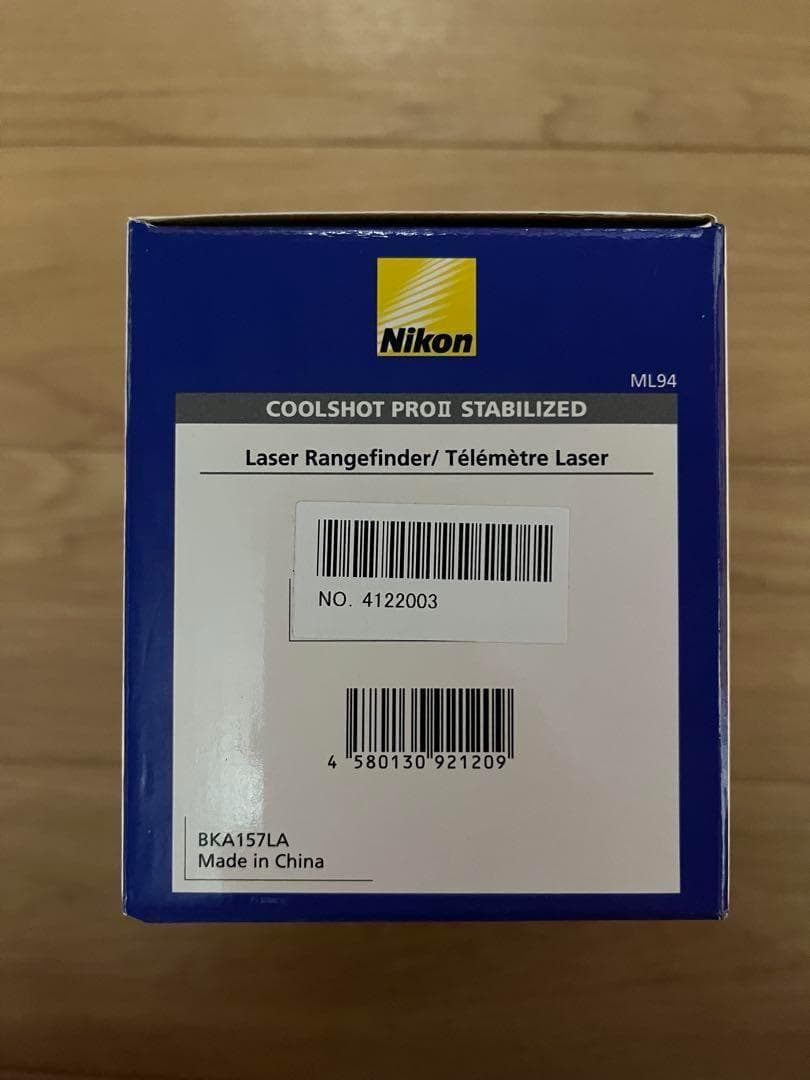 Nikon
ML94
COOLSHOT PROⅡ STABILIZED
Laser Rangefinder/ Télémètre Laser
NO. 4122003
4 580130 921209
BKA157LA
Made in China